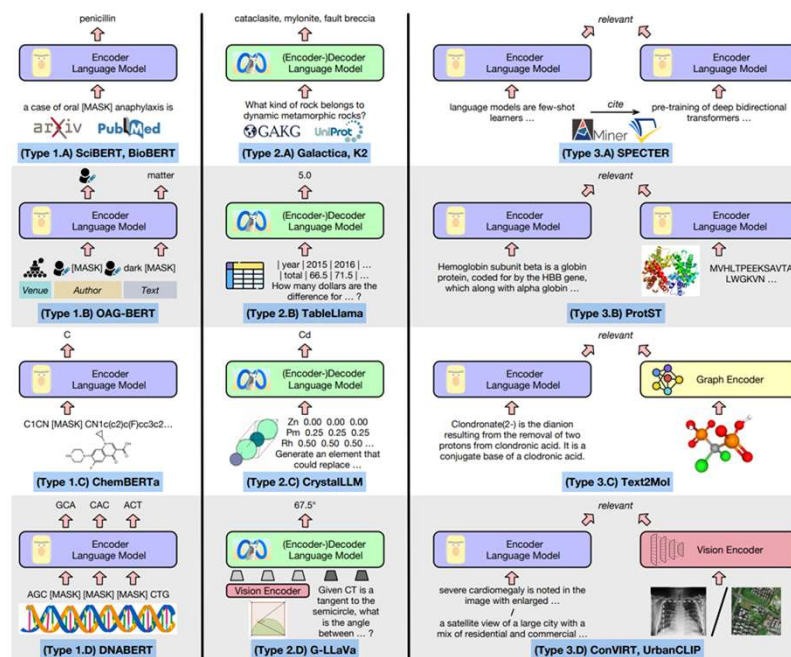 penicillin
Encoder
Language Model
a case of oral [MASK] anaphylaxis is
arXiv PubMed
(Type 1.A) SciBERT, BioBERT
matter
Encoder
Language Model
[MASK] dark [MASK]
Venue Author Text
(Type 1.B) OAG-BERT
C
Encoder
Language Model
C1CN [MASK] CN1c(c2)c(F)cc3c2...
(Type 1.C) ChemBERTa
GCA CAC ACT
Encoder
Language Model
AGC [MASK] [MASK] [MASK] CTG
(Type 1.D) DNABERT
cataclasite, mylonite, fault breccia
(Encoder-)Decoder
Language Model
What kind of rock belongs to
dynamic metamorphic rocks?
GAKG UniProt
(Type 2.A) Galactica, K2
5.0
(Encoder-)Decoder
Language Model
| year | 2015 | 2016 | ...
| total | 66.5 | 71.5 | ...
How many dollars are the
difference for ... ?
(Type 2.B) TableLlama
Cd
(Encoder-)Decoder
Language Model
Zn 0.00 0.00 0.00
Pm 0.25 0.25 0.25
Rh 0.50 0.50 0.50 ...
Generate an element that
could replace ...
(Type 2.C) CrystalLLM
67.5°
(Encoder-)Decoder
Language Model
Vision Encoder
Given CT is a
tangent to the
semicircle, what
is the angle
between ... ?
(Type 2.D) G-LLaVa
relevant
Encoder
Language Model
Encoder
Language Model
language models are few-shot
learners ...
cite
pre-training of deep bidirectional
transformers ...
AMiner
(Type 3.A) SPECTER
relevant
Encoder
Language Model
Encoder
Language Model
Hemoglobin subunit beta is a globin
protein, coded for by the HBB gene,
which along with alpha globin ...
MVHLTPEEKSAVTA
LWGKVN ...
(Type 3.B) ProtST
relevant
Encoder
Language Model
Graph Encoder
Clondronate(2-) is the dianion
resulting from the removal of two
protons from clondronic acid. It is a
conjugate base of a clodronic acid.
(Type 3.C) Text2Mol
relevant
Encoder
Language Model
Vision Encoder
severe cardiomegaly is noted in the
image with enlarged ...
/
a satellite view of a large city with a
mix of residential and commercial ...
/
(Type 3.D) ConVIRT, UrbanCLIP